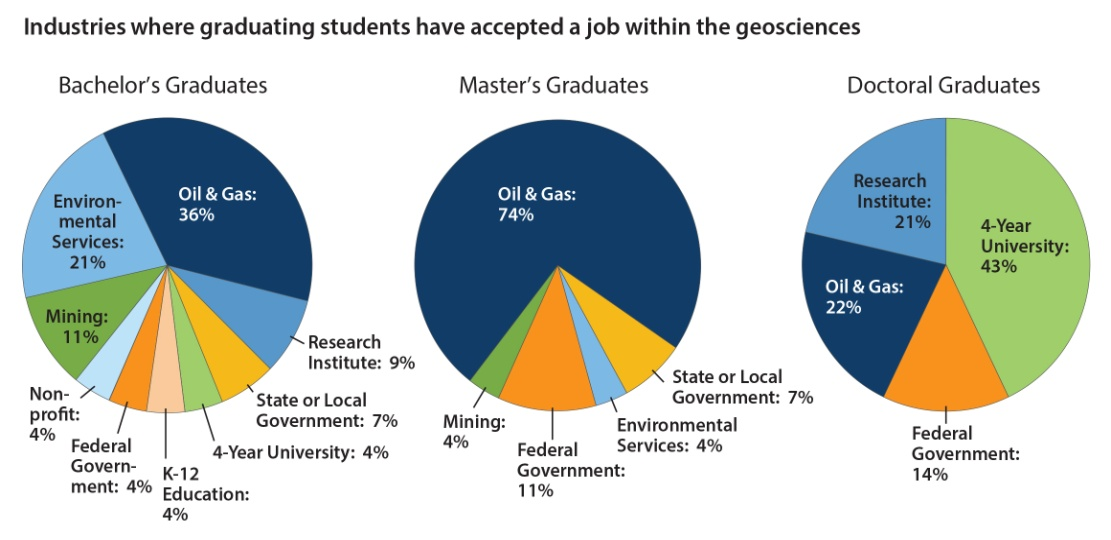 Industries where graduating students have accepted a job within the geosciences
Bachelor's Graduates
Oil & Gas:
36%
Environ-
mental
Services:
21%
Mining:
11%
Non-
profit:
4%
Federal
Govern-
ment: 4%
K-12
Education:
4%
4-Year University: 4%
State or Local
Government: 7%
Research
Institute: 9%
Master's Graduates
Oil & Gas:
74%
Mining:
4%
Federal
Government:
11%
Environmental
Services: 4%
State or Local
Government: 7%
Doctoral Graduates
Research
Institute:
21%
4-Year
University:
43%
Oil & Gas:
22%
Federal
Government:
14%